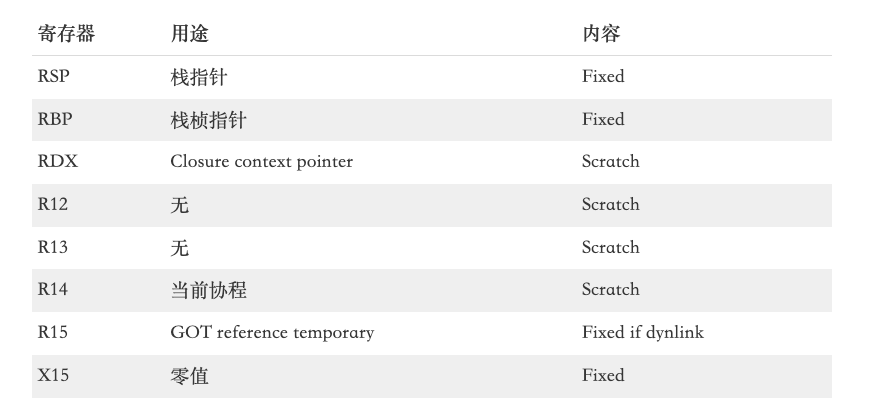 寄存器 用途 内容
RSP 栈指针 Fixed
RBP 栈桢指针 Fixed
RDX Closure context pointer Scratch
R12 无 Scratch
R13 无 Scratch
R14 当前协程 Scratch
R15 GOT reference temporary Fixed if dynlink
X15 零值 Fixed